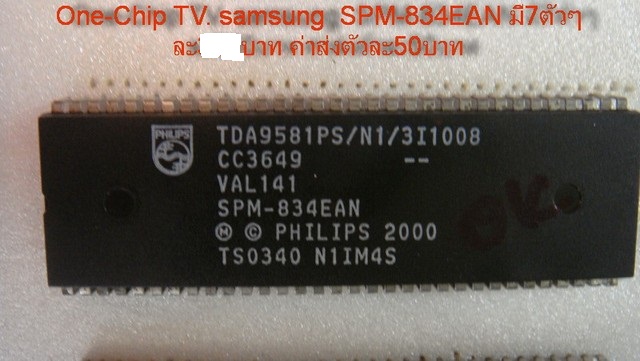 One-Chip TV. samsung  SPM-834EAN มี7ตัวๆ
ละ บาท ค่าส่งตัวละ50บาท
PHILIPS
TDA9581PS/N1/3I1008
CC3649 --
VAL141
SPM-834EAN
Ⓜ © PHILIPS 2000
TS0340 N1IM4S
OK